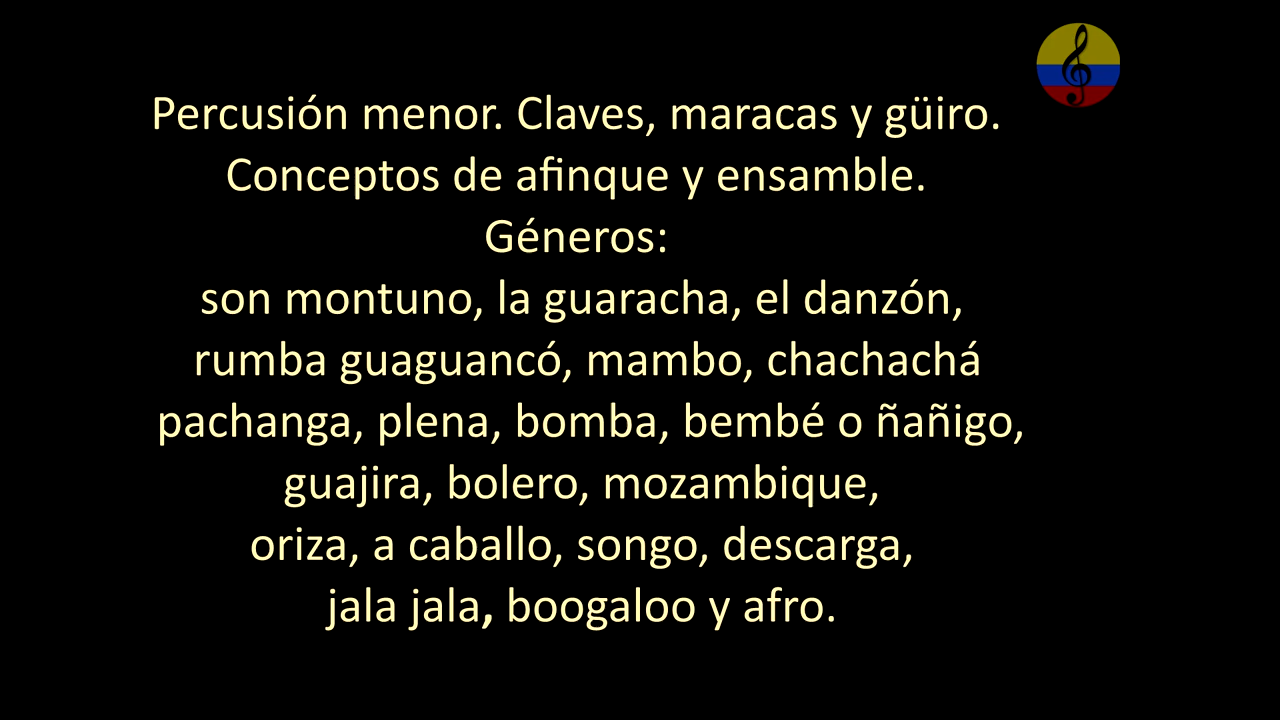 Percusión menor. Claves, maracas y güiro.
Conceptos de afinque y ensamble.
Géneros:
son montuno, la guaracha, el danzón,
rumba guaguancó, mambo, chachachá
pachanga, plena, bomba, bembé o ñañigo,
guajira, bolero, mozambique,
oriza, a caballo, songo, descarga,
jala jala, boogaloo y afro.